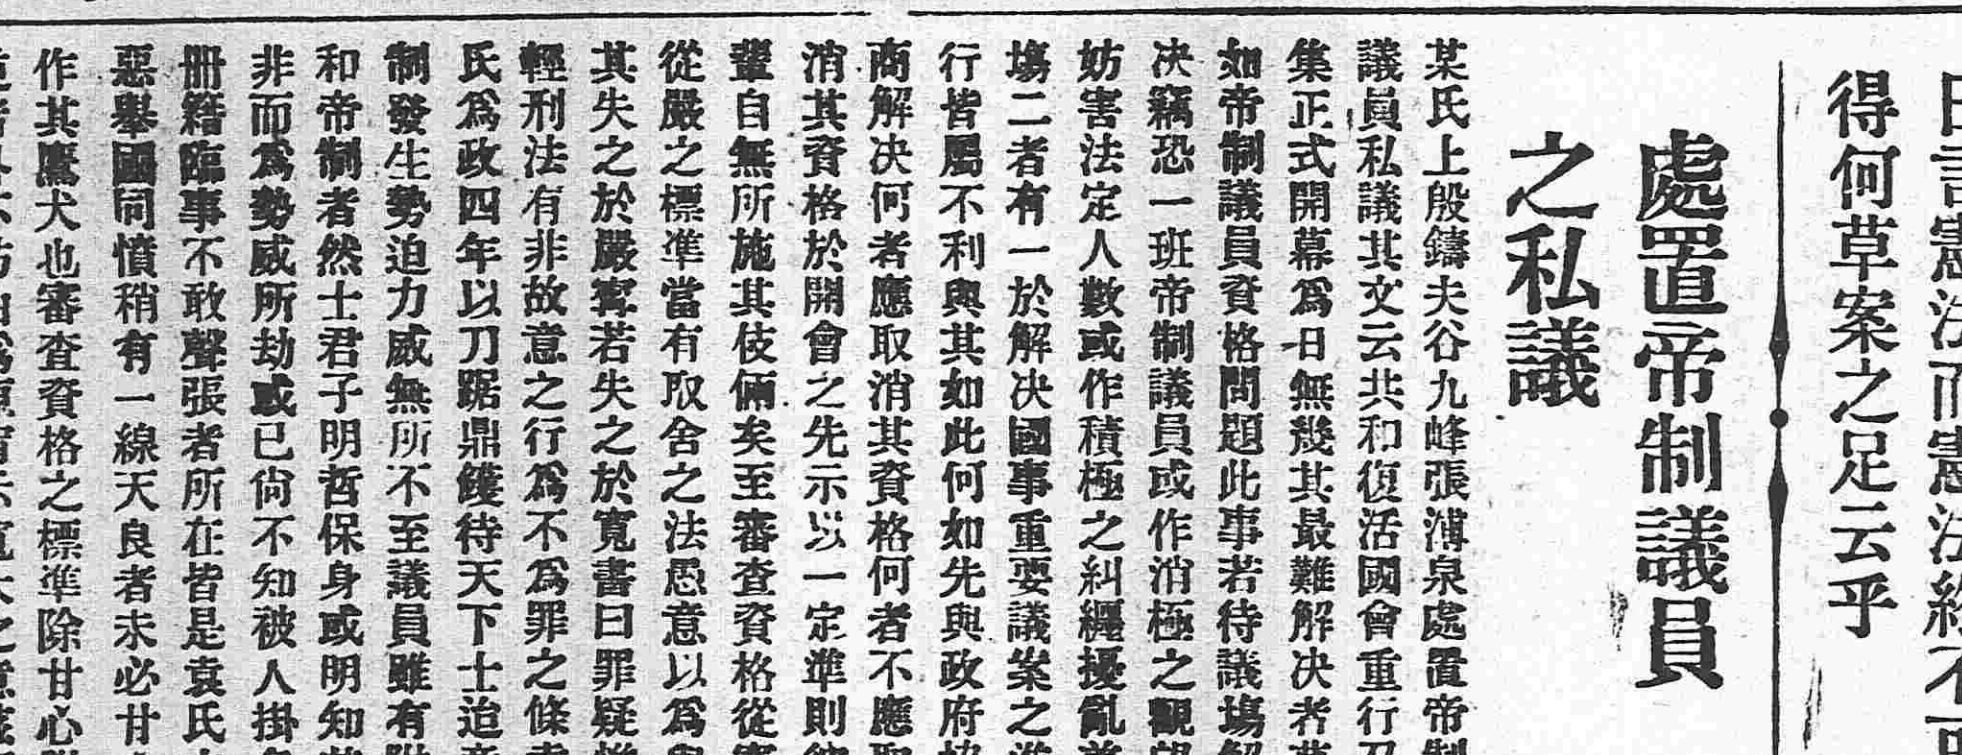 憲法而憲法
得何草案之足云乎
處置帝制議員
之私議
某氏上殷鑄夫谷九峰張溥泉處置帝制
議員私議其文云共和復活國會重行召
集正式開幕爲日無幾其最難解決者莫
如帝制議員資格問題此事若待議場解
決竊恐一班帝制議員或作消極之觀望
妨害法定人數或作積極之糾纏擾亂議
場二者有一於解決國事重要議案之進
行皆屬不利與其如此何如先與政府協
商解決何者應取消其資格何者不應取
消其資格於開會之先示以一定準則彼
輩自無所施其伎倆矣至審查資格從寬
從嚴之標準當有取舍之法愚意以爲與
其失之於嚴寗若失之於寬書曰罪疑惟
輕刑法有非故意之行爲不爲罪之條袁
氏爲政四年以刀踞鼎鑊待天下士迨帝
制發生勢迫力威無所不至議員雖有附
和帝制者然士君子明哲保身或明知其
非而爲勢威所劫或已尙不知被人掛名
册籍臨事不敢聲張者所在皆是袁氏
惡舉國同憤稍有一線天良者未必甘
作其鷹犬也審查資格之標準除甘心